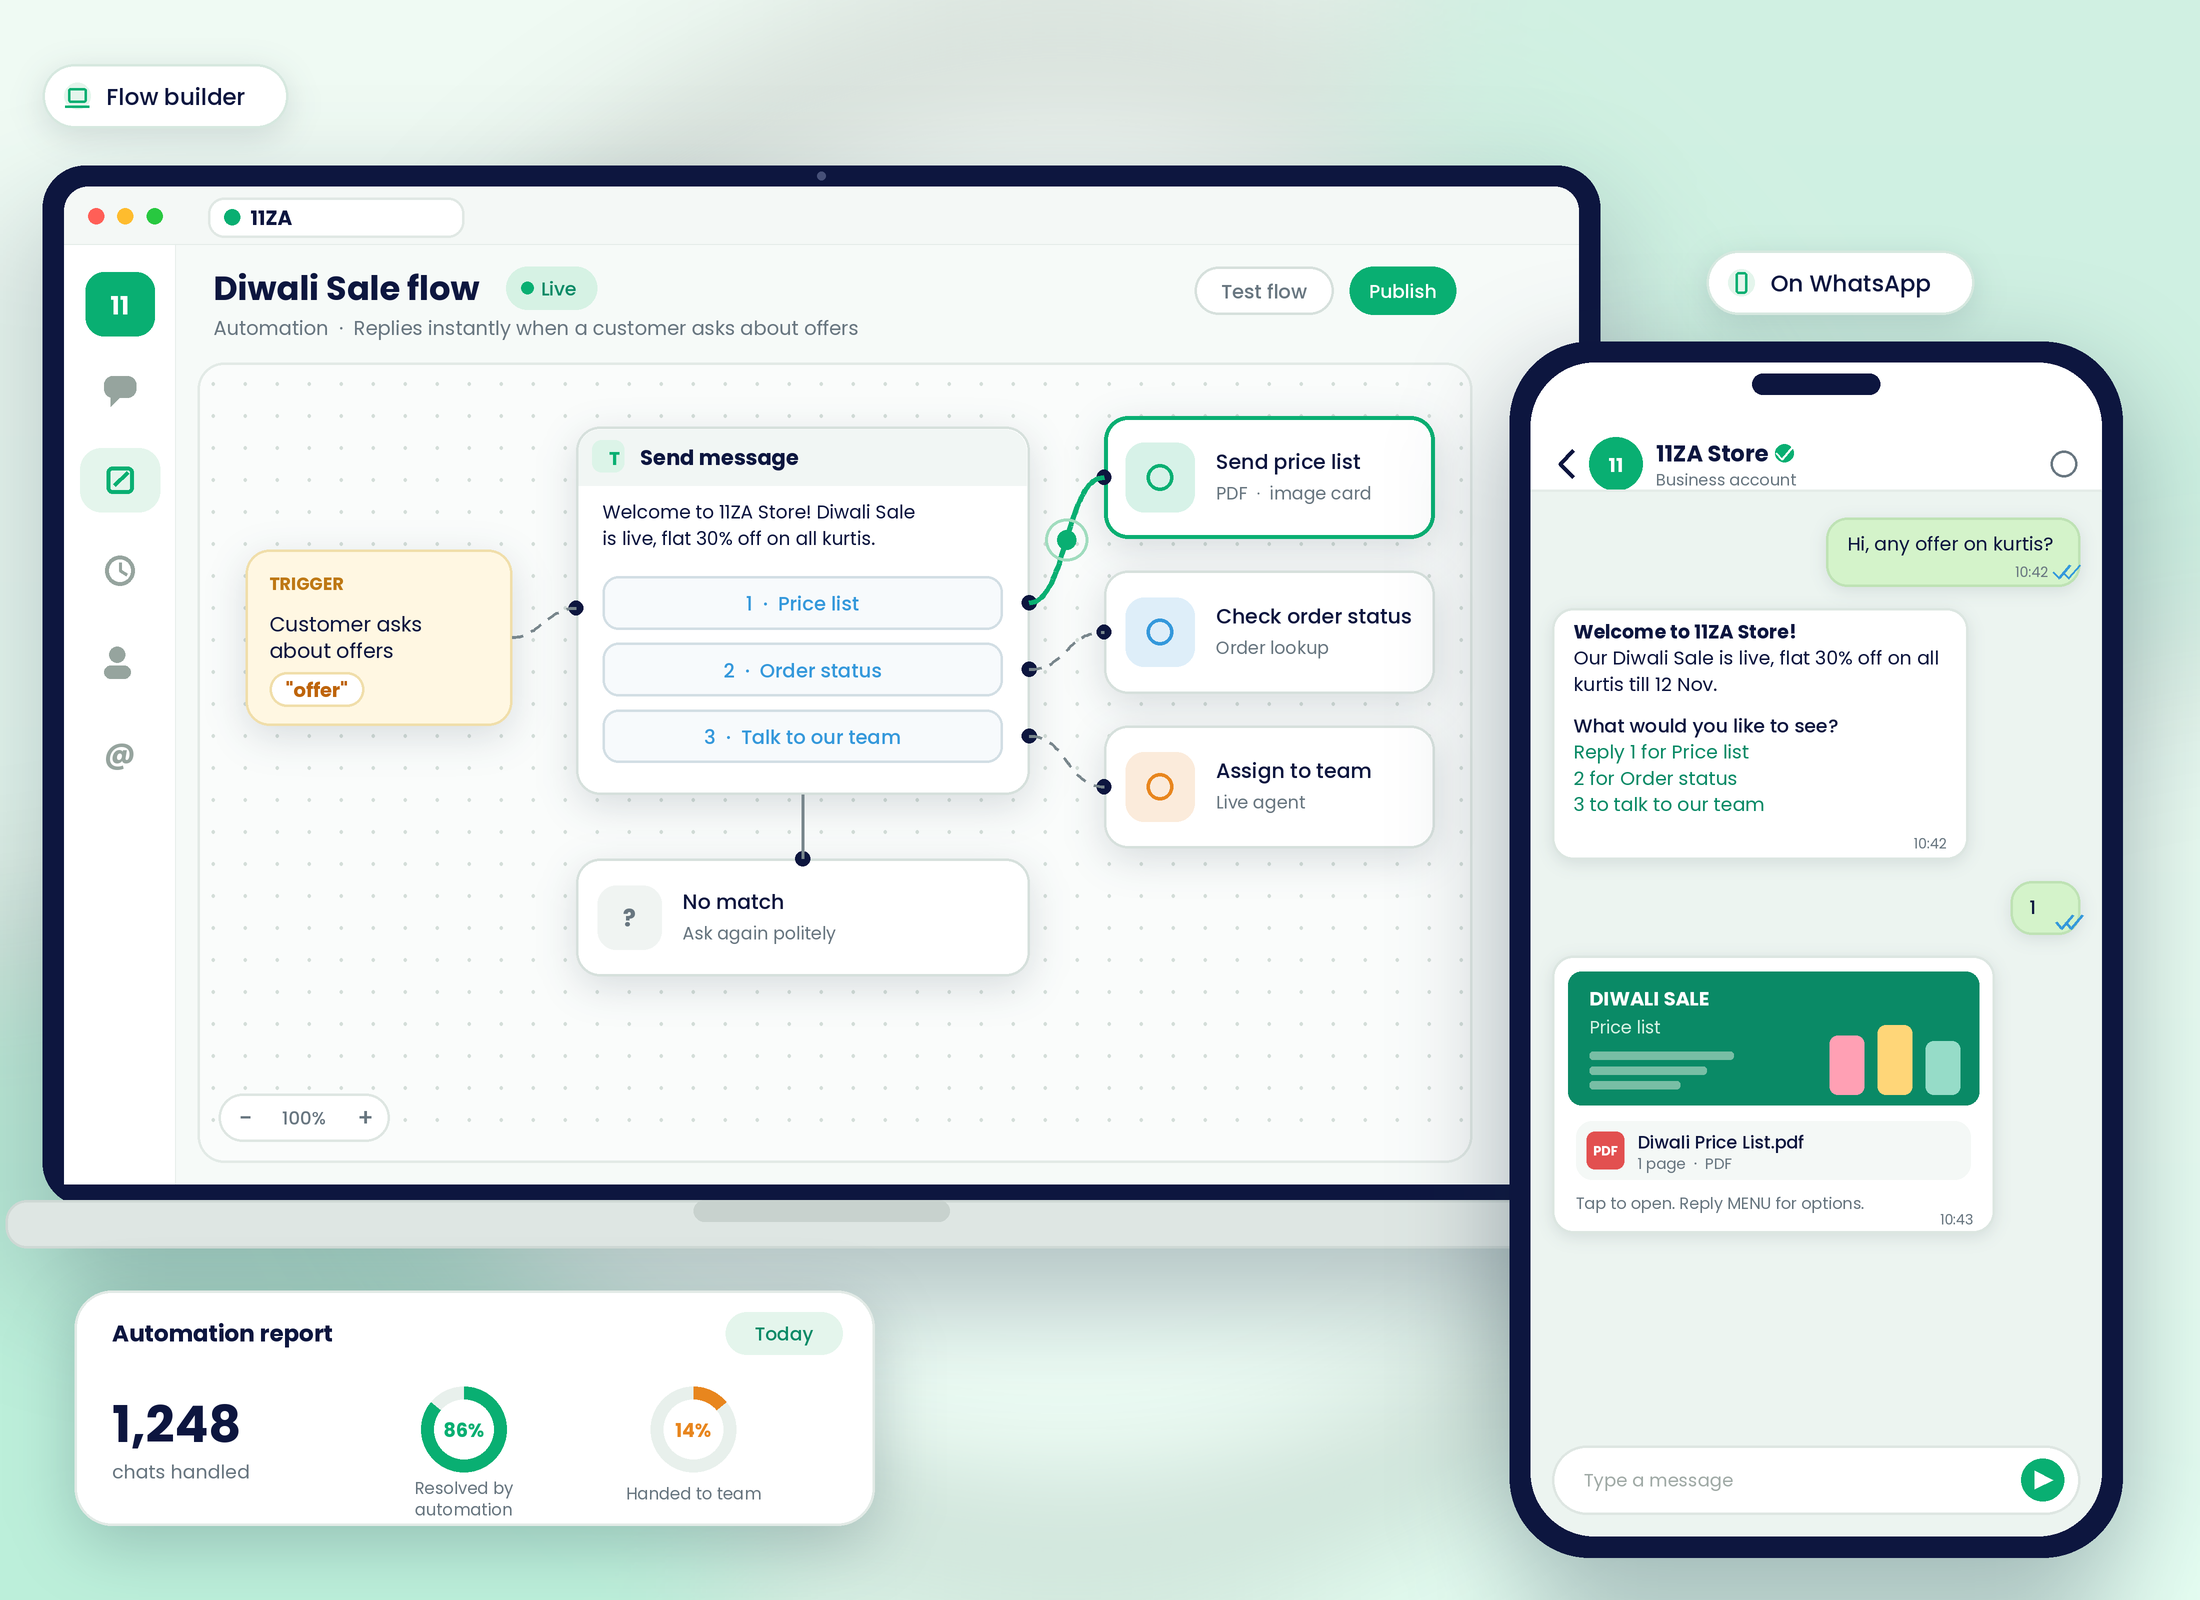 Flow builder
11ZA
11
Diwali Sale flow
Live
Automation · Replies instantly when a customer asks about offers
Test flow
Publish
TRIGGER
Customer asks
about offers
"offer"
T
Send message
Welcome to 11ZA Store! Diwali Sale
is live, flat 30% off on all kurtis.
1 · Price list
2 · Order status
3 · Talk to our team
Send price list
PDF · image card
Check order status
Order lookup
Assign to team
Live agent
?
No match
Ask again politely
@
− 100% +
On WhatsApp
11
11ZA Store
Business account
Hi, any offer on kurtis?
10:42
Welcome to 11ZA Store!
Our Diwali Sale is live, flat 30% off on all
kurtis till 12 Nov.
What would you like to see?
Reply 1 for Price list
2 for Order status
3 to talk to our team
10:42
1
DIWALI SALE
Price list
PDF
Diwali Price List.pdf
1 page · PDF
Tap to open. Reply MENU for options.
10:43
Type a message
Automation report
Today
1,248
chats handled
86%
Resolved by
automation
14%
Handed to team